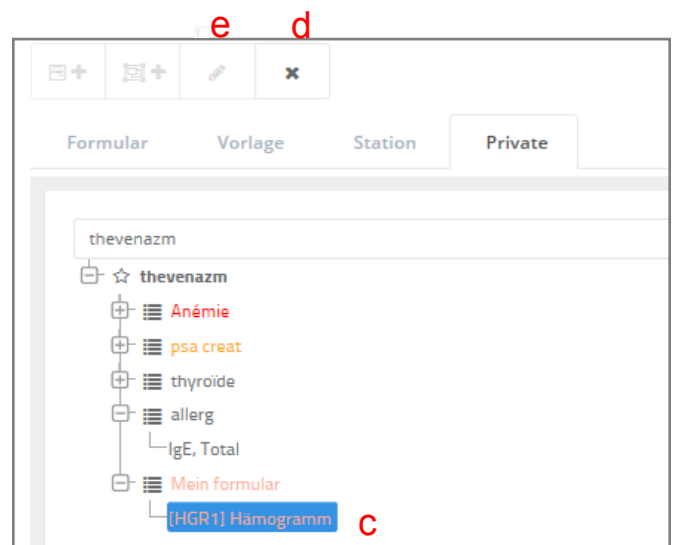 e d
Formular Vorlage Station Private
thevenazm
thevenazm
Anémie
psa creat
thyroïde
allerg
IgE, Total
Mein formular
[HGR1] Hämogramm c